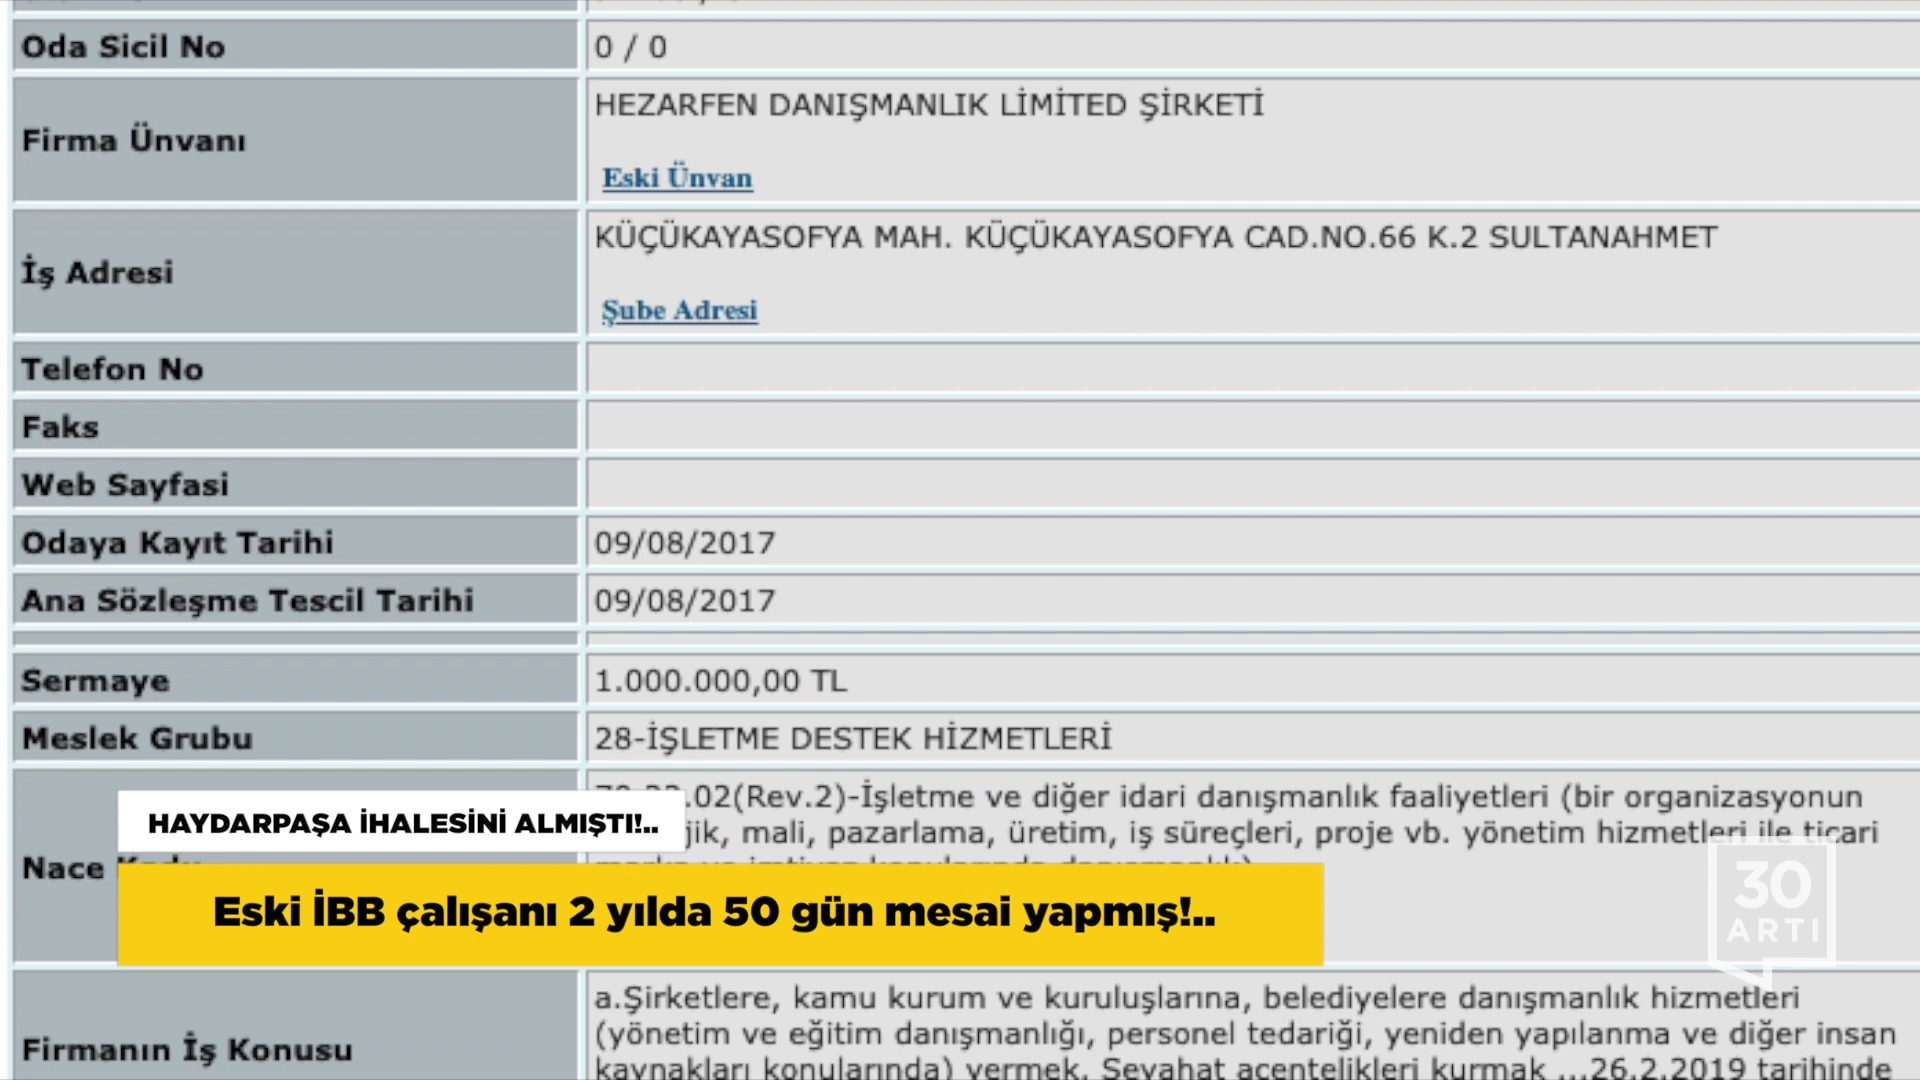 Oda Sicil No
0 / 0
Firma Ünvanı
HEZARFEN DANIŞMANLIK LİMİTED ŞİRKETİ
Eski Ünvan
İş Adresi
KÜÇÜKAYASOFYA MAH. KÜÇÜKAYASOFYA CAD.NO.66 K.2 SULTANAHMET
Şube Adresi
Telefon No
Faks
Web Sayfasi
Odaya Kayıt Tarihi
09/08/2017
Ana Sözleşme Tescil Tarihi
09/08/2017
Sermaye
1.000.000,00 TL
Meslek Grubu
28-İŞLETME DESTEK HİZMETLERİ
Nace
.02(Rev.2)-İşletme ve diğer idari danışmanlık faaliyetleri (bir organizasyonun
jik, mali, pazarlama, üretim, iş süreçleri, proje vb. yönetim hizmetleri ile ticari
HAYDARPAŞA İHALESİNİ ALMIŞTI!..
Eski İBB çalışanı 2 yılda 50 gün mesai yapmış!..
30
ARTI
Firmanın İş Konusu
a.Şirketlere, kamu kurum ve kuruluşlarına, belediyelere danışmanlık hizmetleri
(yönetim ve eğitim danışmanlığı, personel tedariği, yeniden yapılanma ve diğer insan
kaynakları konularında) vermek. Seyahat acentelikleri kurmak ...26.2.2019 tarihinde